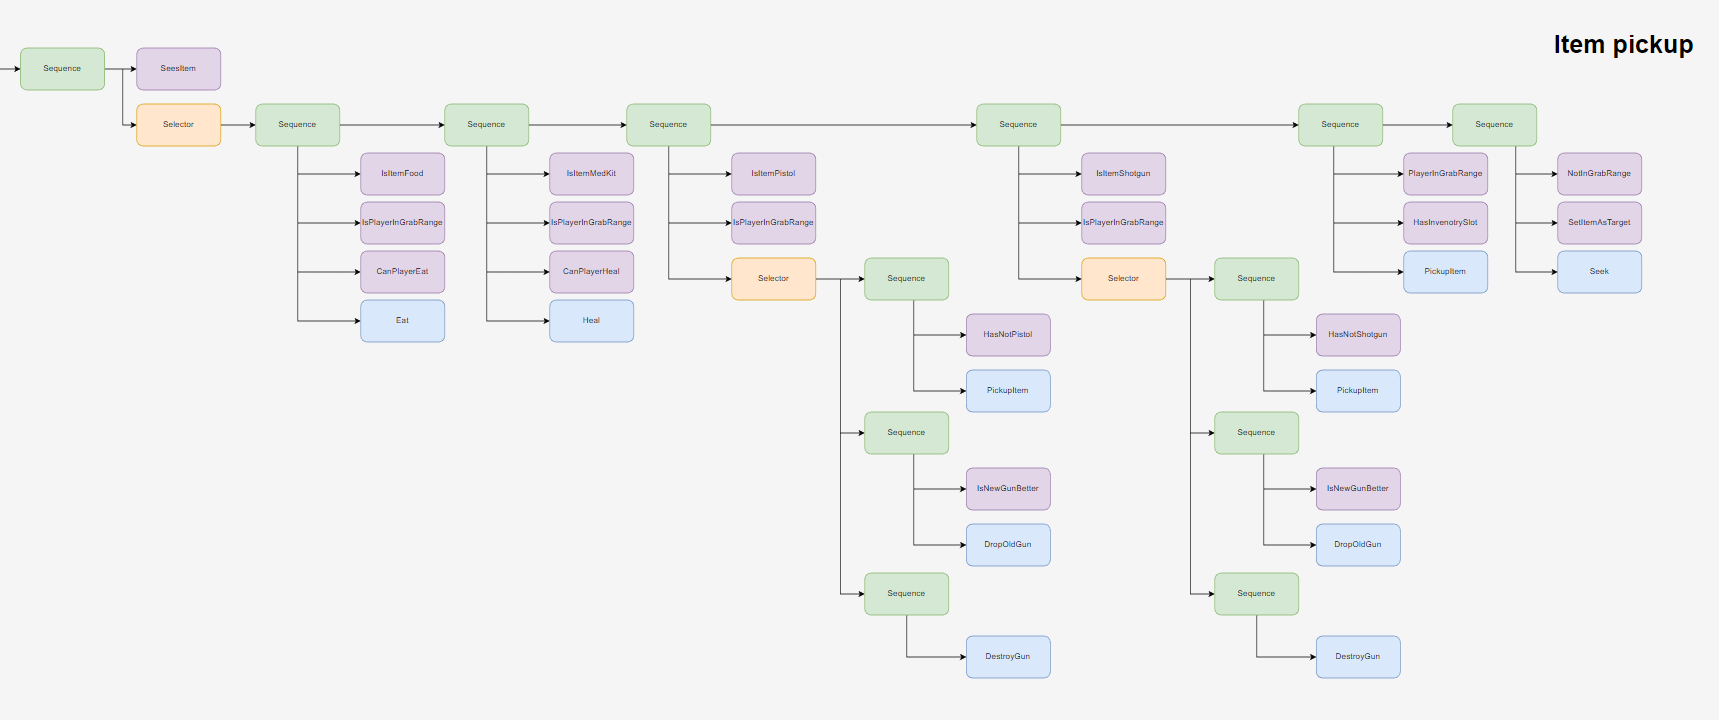 Item pickup
Sequence
SeesItem
Selector
Sequence
Sequence
Sequence
Sequence
Sequence
Sequence
IsItemFood
IsPlayerInGrabRange
CanPlayerEat
Eat
IsItemMedKit
IsPlayerInGrabRange
CanPlayerHeal
Heal
IsItemPistol
IsPlayerInGrabRange
Selector
Sequence
HasNotPistol
PickupItem
Sequence
IsNewGunBetter
DropOldGun
Sequence
DestroyGun
IsItemShotgun
IsPlayerInGrabRange
Selector
Sequence
HasNotShotgun
PickupItem
Sequence
IsNewGunBetter
DropOldGun
Sequence
DestroyGun
PlayerInGrabRange
HasInvenotrySlot
PickupItem
NotInGrabRange
SetItemAsTarget
Seek